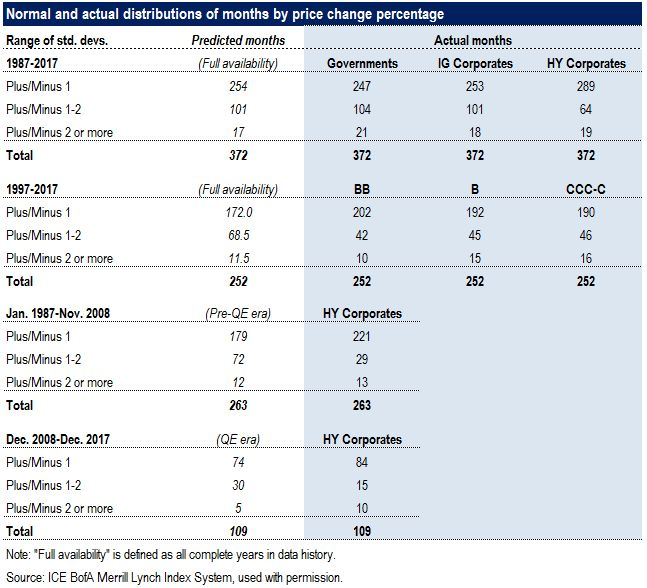 Normal and actual distributions of months by price change percentage
Range of std. devs. Predicted months Actual months
1987-2017 (Full availability) Governments IG Corporates HY Corporates
Plus/Minus 1 254 247 253 289
Plus/Minus 1-2 101 104 101 64
Plus/Minus 2 or more 17 21 18 19
Total 372 372 372 372
1997-2017 (Full availability) BB B CCC-C
Plus/Minus 1 172.0 202 192 190
Plus/Minus 1-2 68.5 42 45 46
Plus/Minus 2 or more 11.5 10 15 16
Total 252 252 252 252
Jan. 1987-Nov. 2008 (Pre-QE era) HY Corporates
Plus/Minus 1 179 221
Plus/Minus 1-2 72 29
Plus/Minus 2 or more 12 13
Total 263 263
Dec. 2008-Dec. 2017 (QE era) HY Corporates
Plus/Minus 1 74 84
Plus/Minus 1-2 30 15
Plus/Minus 2 or more 5 10
Total 109 109
Note: "Full availability" is defined as all complete years in data history.
Source: ICE BofA Merrill Lynch Index System, used with permission.